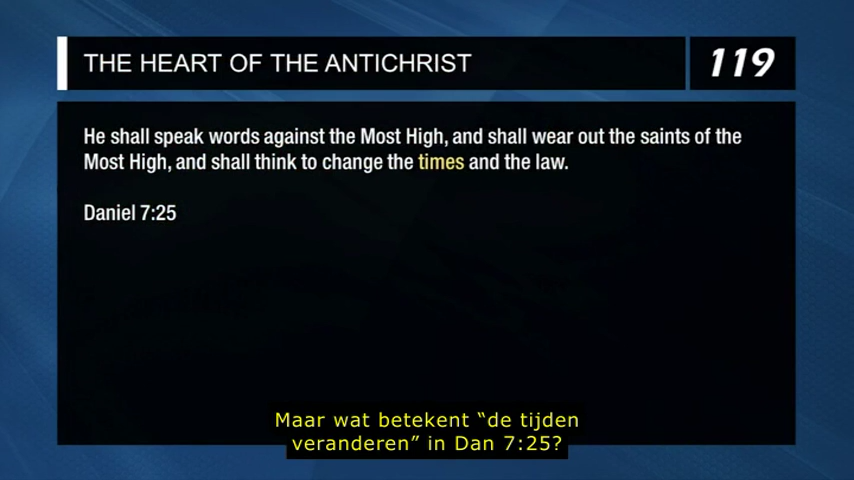 THE HEART OF THE ANTICHRIST
119
He shall speak words against the Most High, and shall wear out the saints of the
Most High, and shall think to change the times and the law.
Daniel 7:25
Maar wat betekent “de tijden
veranderen” in Dan 7:25?